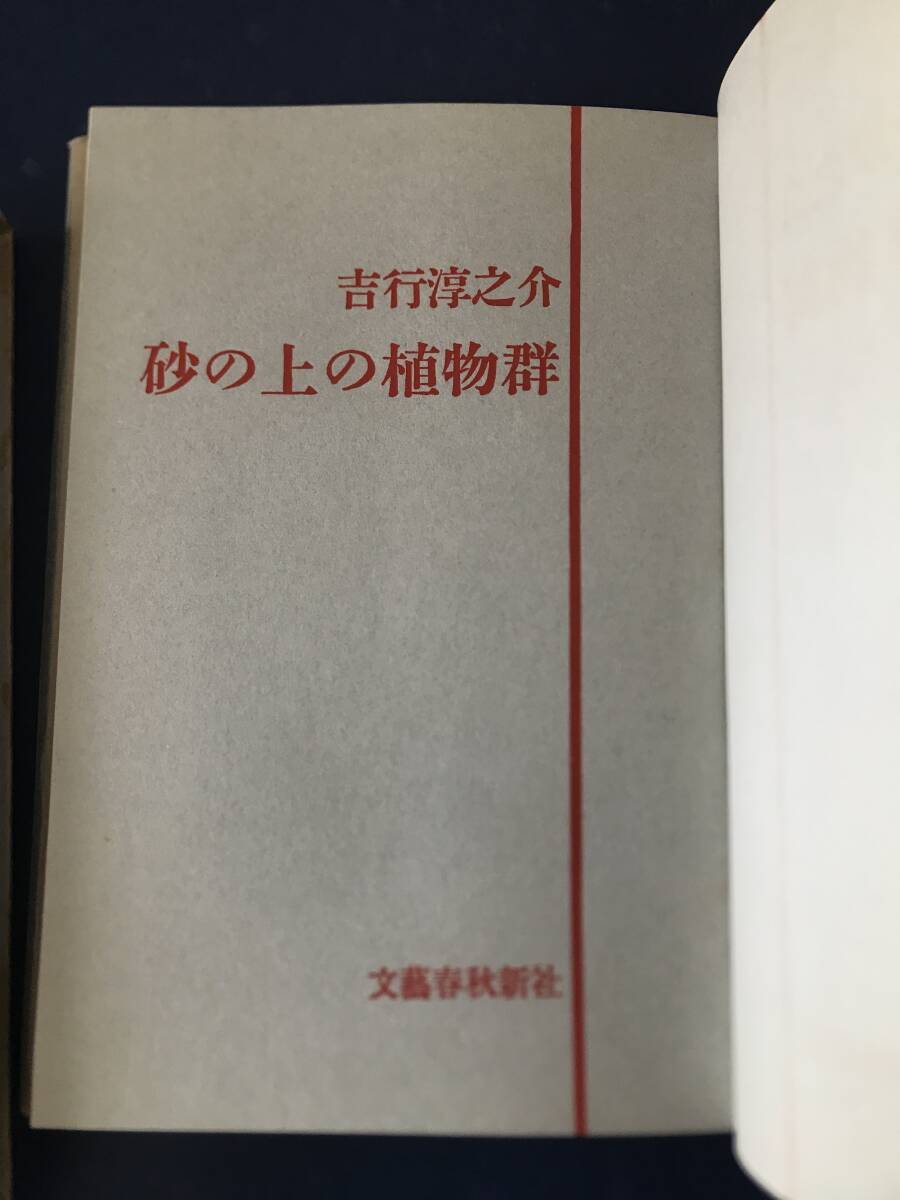 吉行淳之介
砂の上の植物群
文藝春秋新社